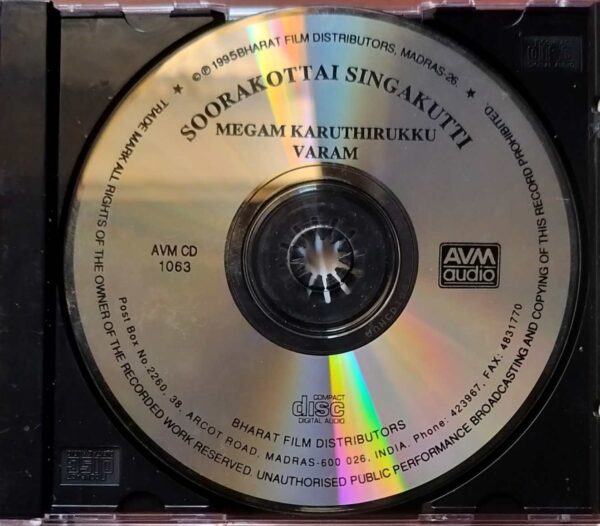 ℗ © 1995 BHARAT FILM DISTRIBUTORS, MADRAS-26.
★ TRADE MARK ALL RIGHTS OF THE OWNER OF THE RECORDED WORK RESERVED. UNAUTHORISED PUBLIC PERFORMANCE BROADCASTING AND COPYING OF THIS RECORD PROHIBITED. ★
SOORAKOTTAI SINGAKUTTI
MEGAM KARUTHIRUKKU
VARAM
AVM CD
1063
AVM
audio
COMPACT
disc
DIGITAL AUDIO
BHARAT FILM DISTRIBUTORS
Post Box No.2260, 38, ARCOT ROAD, MADRAS-600 026, INDIA. Phone: 423967, FAX: 4831770